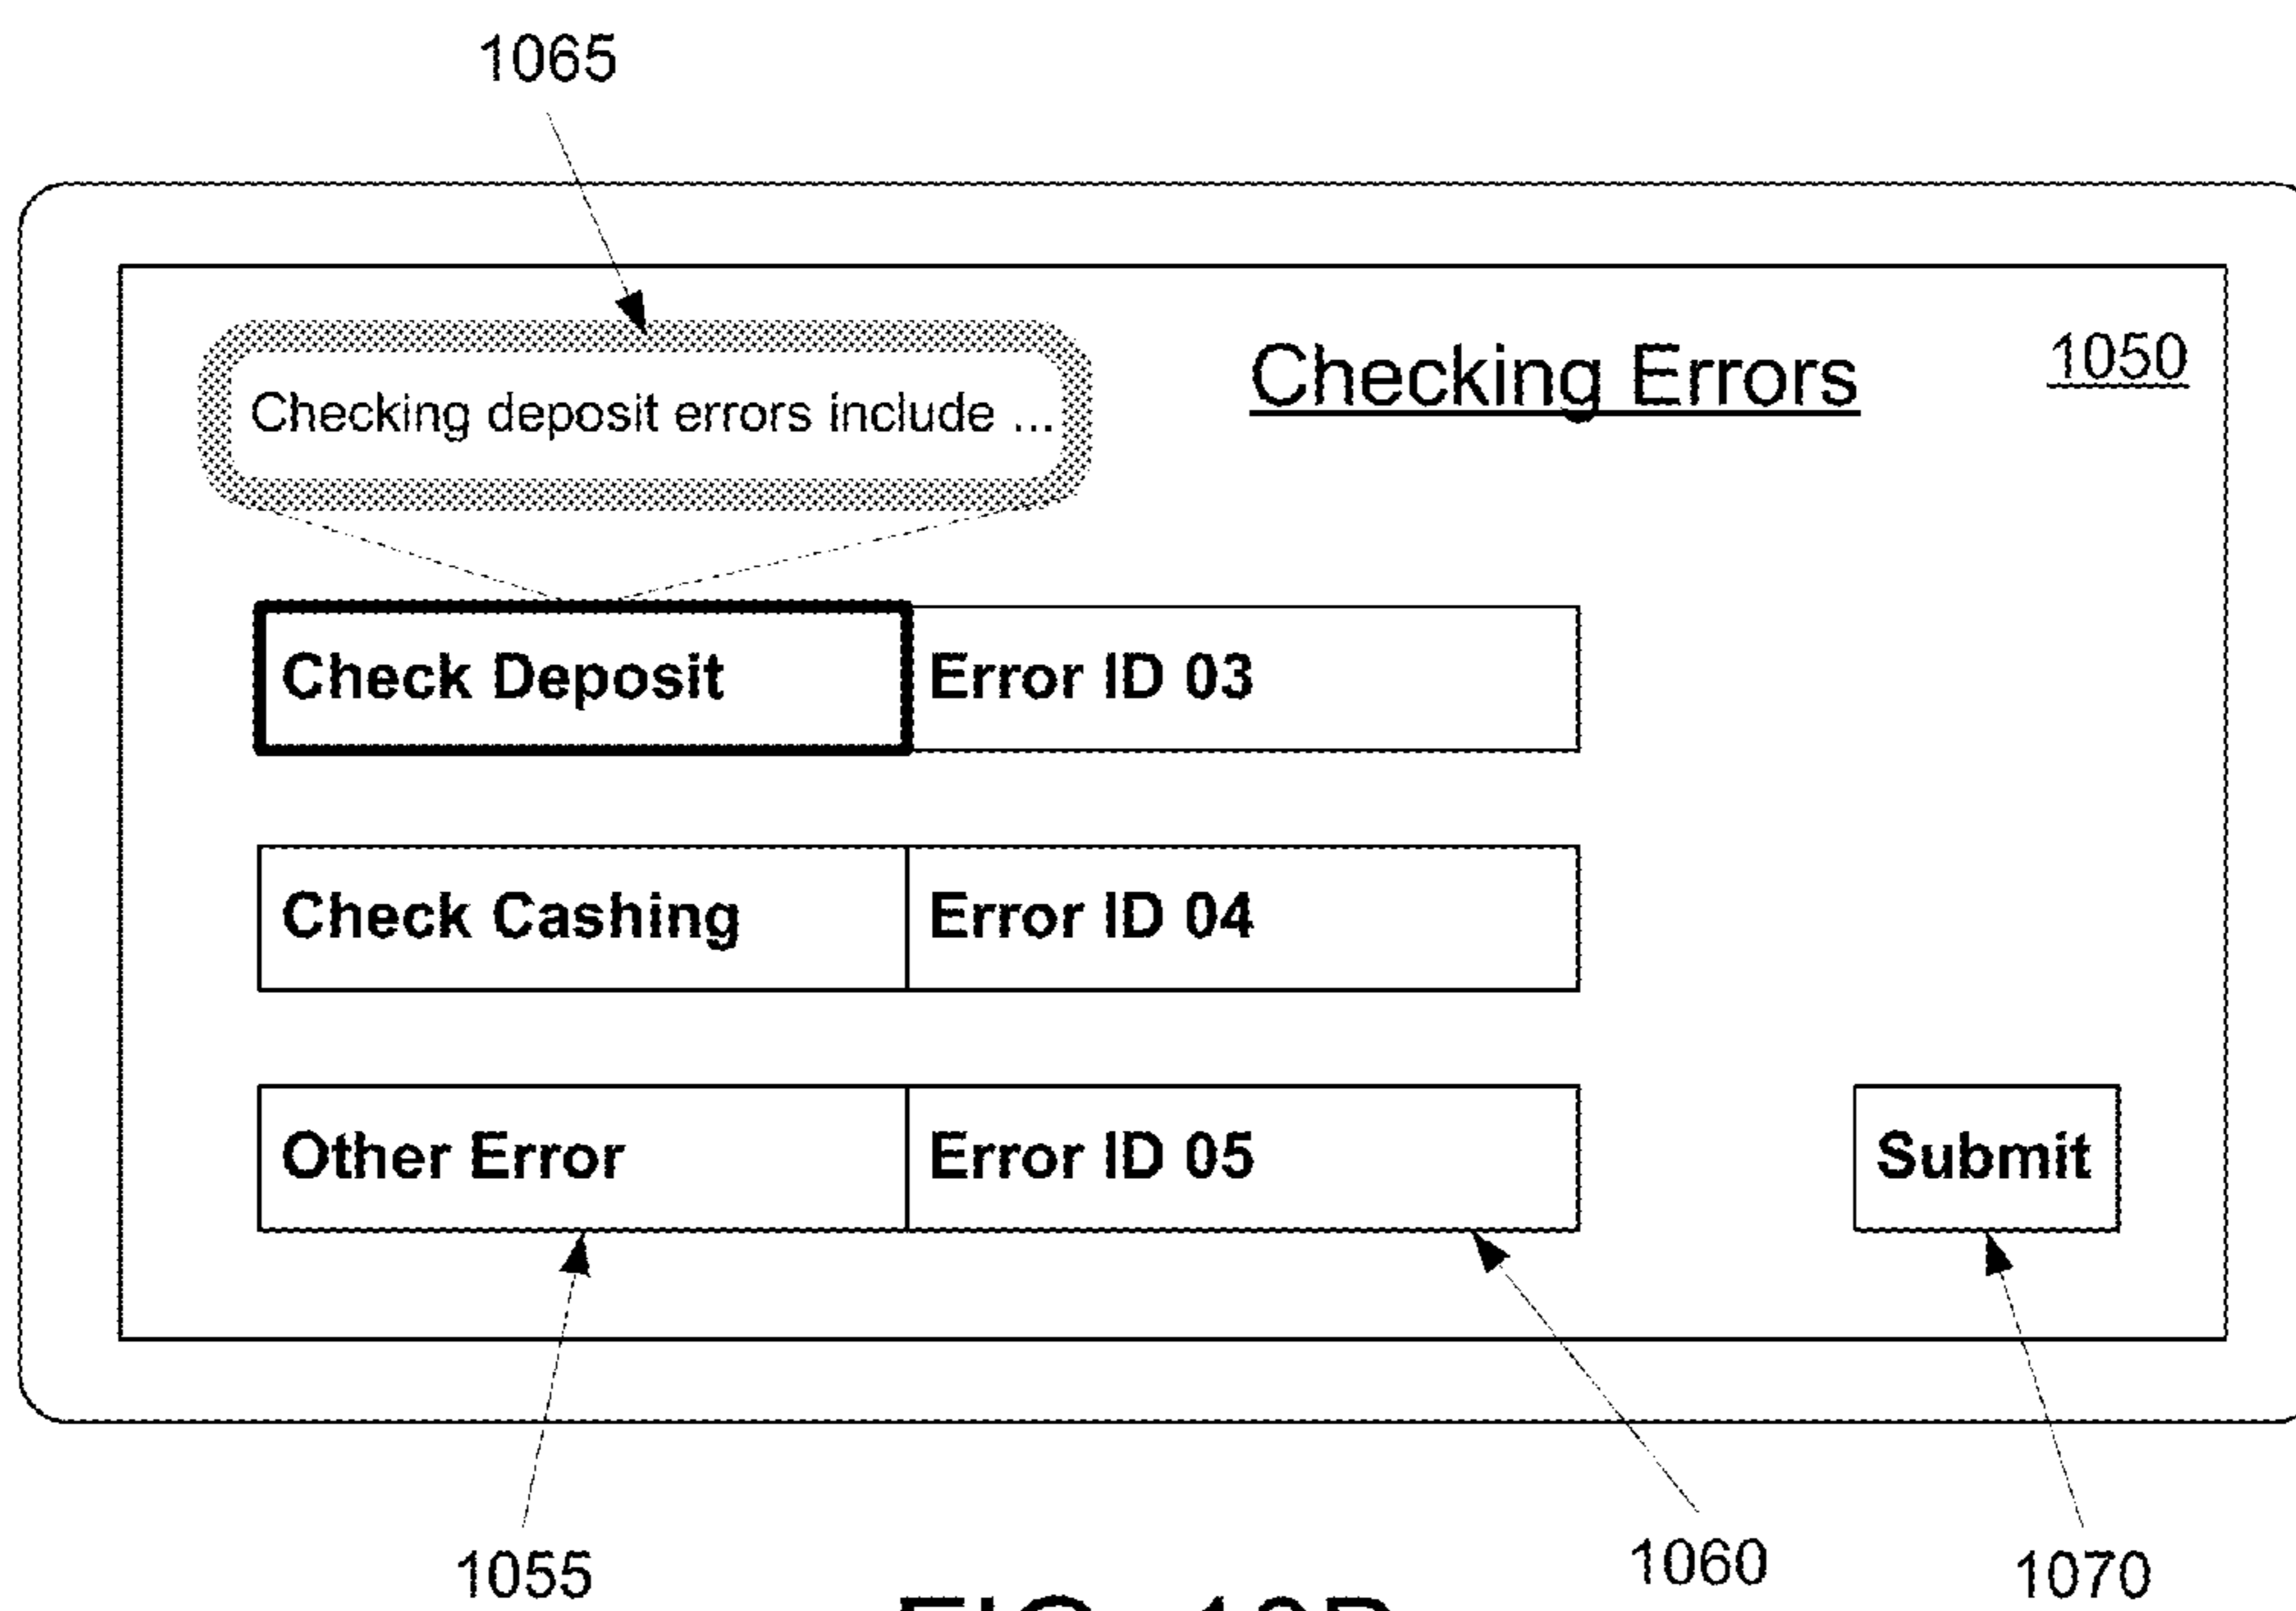 1065
Checking deposit errors include ...
Checking Errors
1050
Check Deposit
Error ID 03
Check Cashing
Error ID 04
Other Error
Error ID 05
Submit
1055
1060
1070